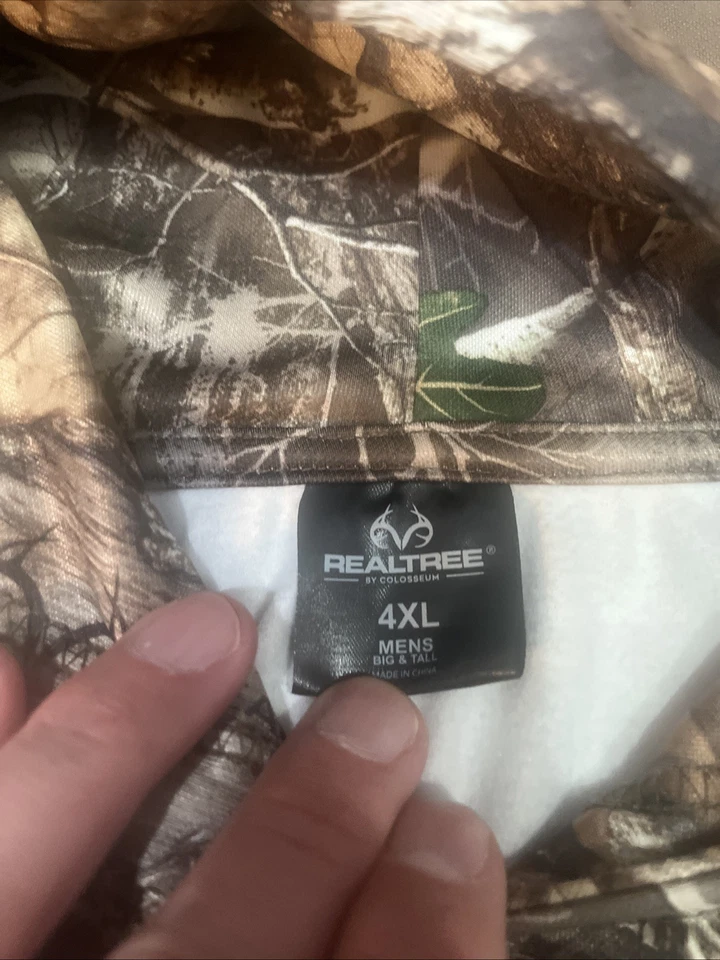 REALTREE®
BY COLOSSEUM
4XL
MENS
BIG & TALL
MADE IN CHINA